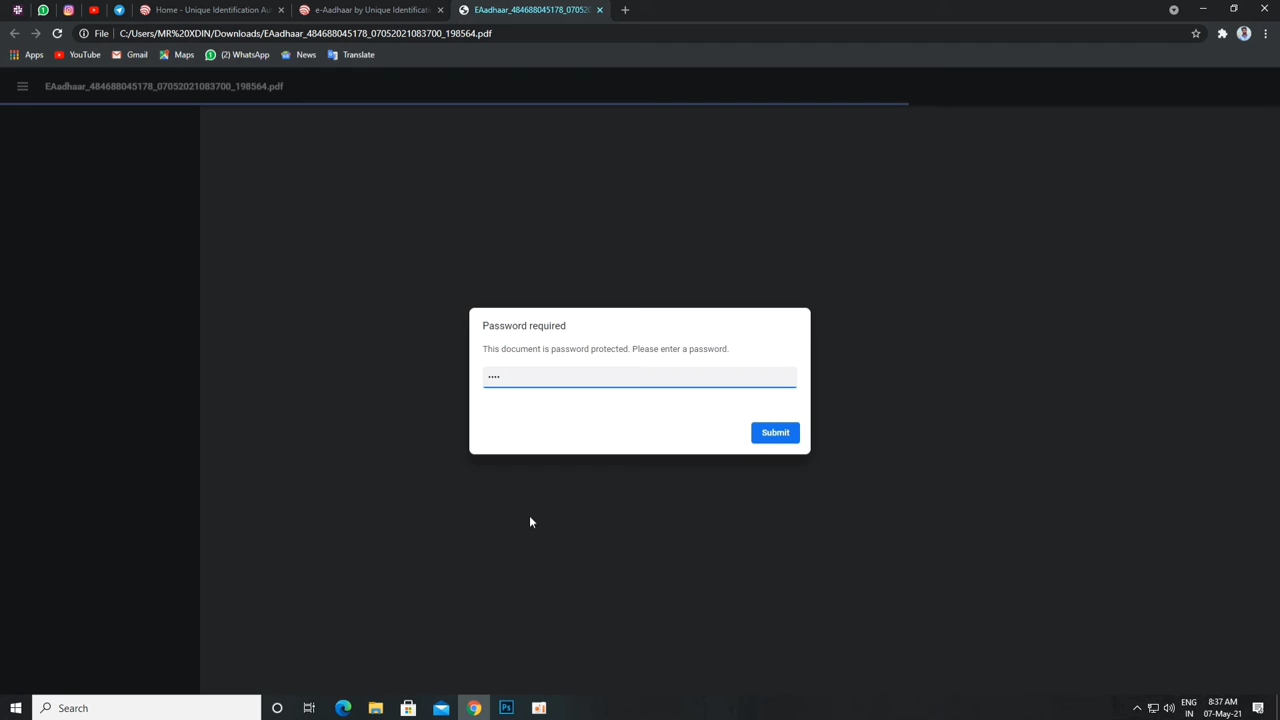 Home - Unique Identification Au
e-Aadhaar by Unique Identificati
EAadhaar_484688045178_070520
File
C:/Users/MR%20XDIN/Downloads/EAadhaar_484688045178_07052021083700_198564.pdf
Apps
YouTube
Gmail
Maps
(2) WhatsApp
News
Translate
EAadhaar_484688045178_07052021083700_198564.pdf
Password required
This document is password protected. Please enter a password.
••••
Submit
Search
Ps
ENG
IN
8:37 AM
07-May-21